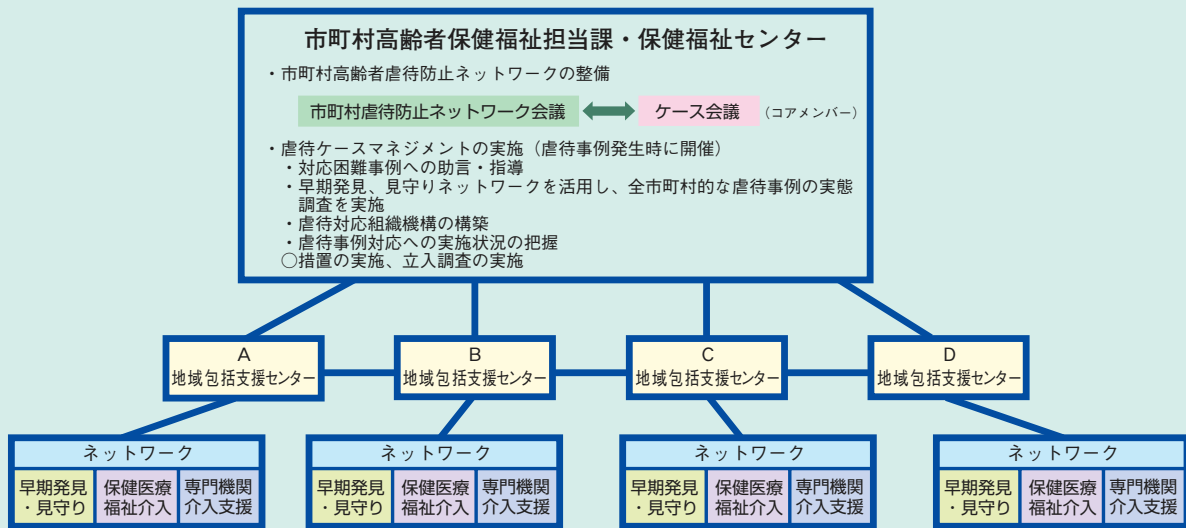 市町村高齢者保健福祉担当課・保健福祉センター
・市町村高齢者虐待防止ネットワークの整備
市町村虐待防止ネットワーク会議 ケース会議 （コアメンバー）
・虐待ケースマネジメントの実施（虐待事例発生時に開催）
・対応困難事例への助言・指導
・早期発見、見守りネットワークを活用し、全市町村的な虐待事例の実態
調査を実施
・虐待対応組織機構の構築
・虐待事例対応への実施状況の把握
○措置の実施、立入調査の実施
A
地域包括支援センター
B
地域包括支援センター
C
地域包括支援センター
D
地域包括支援センター
ネットワーク
早期発見
・見守り
保健医療
福祉介入
専門機関
介入支援
ネットワーク
早期発見
・見守り
保健医療
福祉介入
専門機関
介入支援
ネットワーク
早期発見
・見守り
保健医療
福祉介入
専門機関
介入支援
ネットワーク
早期発見
・見守り
保健医療
福祉介入
専門機関
介入支援